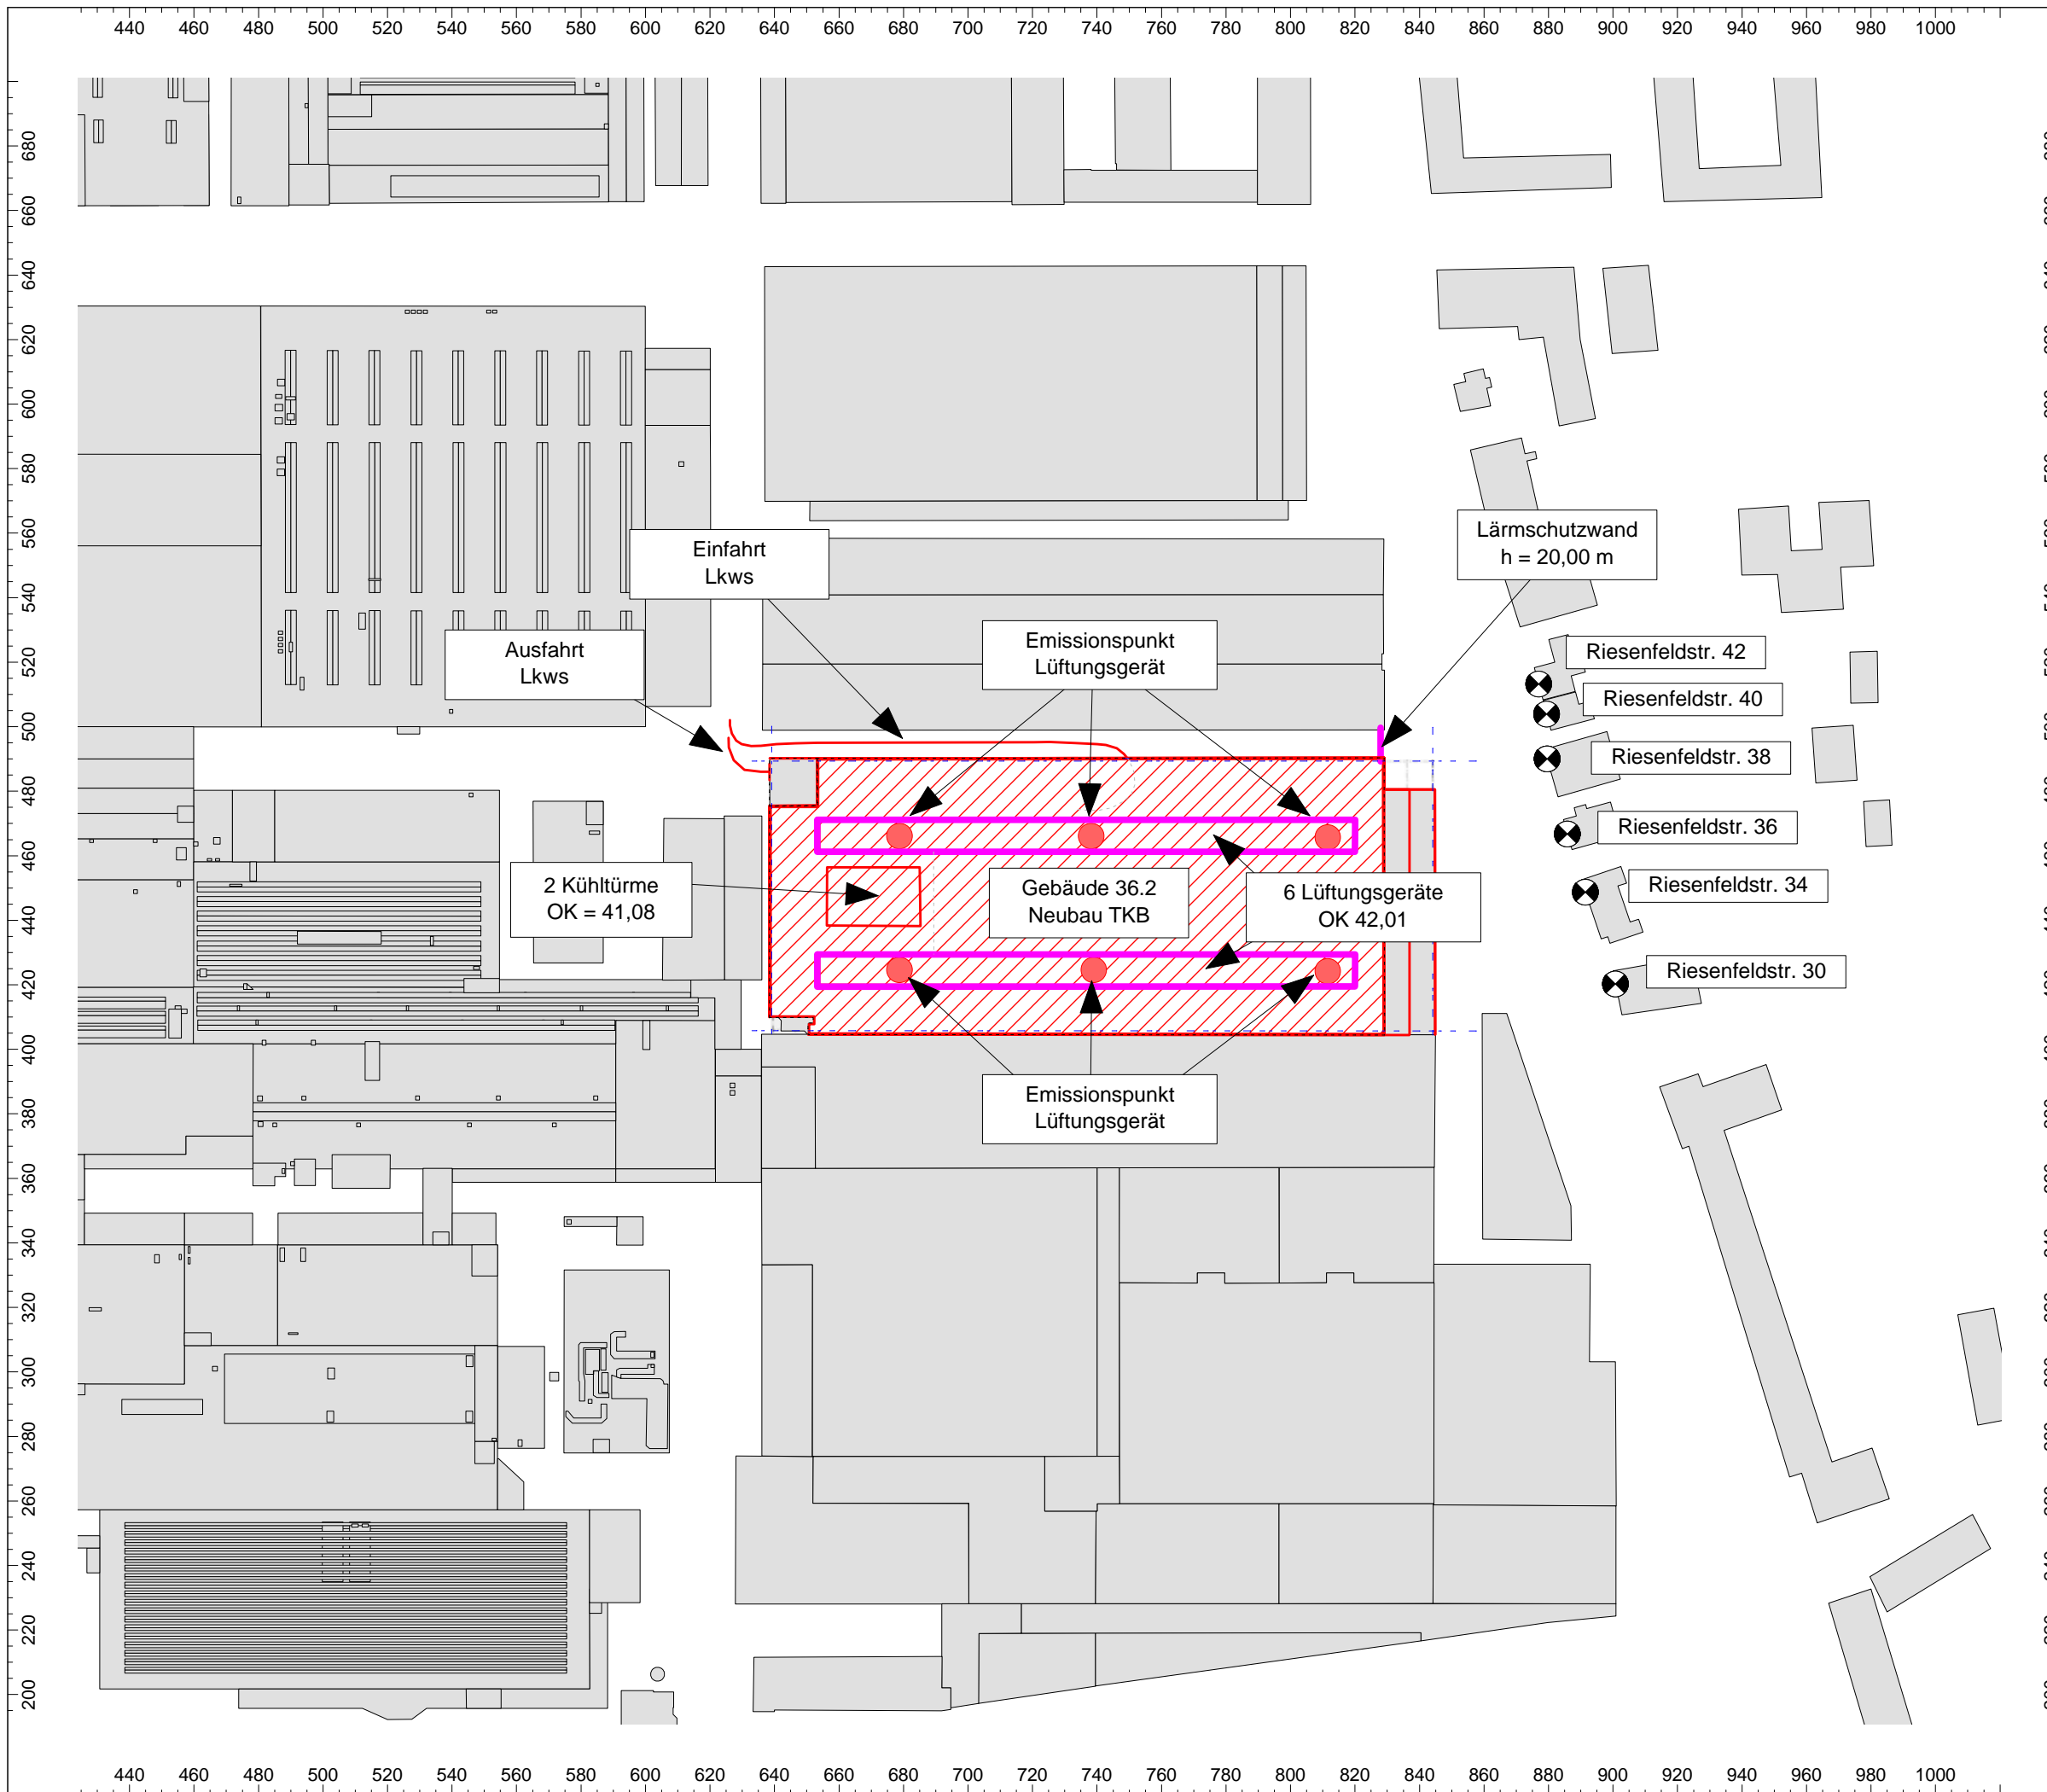 440 460 480 500 520 540 560 580 600 620 640 660 680 700 720 740 760 780 800 820 840 860 880 900 920 940 960 980 1000
680
660
640
620
600
580
560
540
520
500
480
460
440
420
400
380
360
340
320
300
280
260
240
220
200
Einfahrt
Lkws
Lärmschutzwand
h = 20,00 m
Ausfahrt
Lkws
Emissionspunkt
Lüftungsgerät
Riesenfeldstr. 42
Riesenfeldstr. 40
Riesenfeldstr. 38
Riesenfeldstr. 36
Riesenfeldstr. 34
Riesenfeldstr. 30
2 Kühltürme
OK = 41,08
Gebäude 36.2
Neubau TKB
6 Lüftungsgeräte
OK 42,01
Emissionspunkt
Lüftungsgerät
440 460 480 500 520 540 560 580 600 620 640 660 680 700 720 740 760 780 800 820 840 860 880 900 920 940 960 980 1000